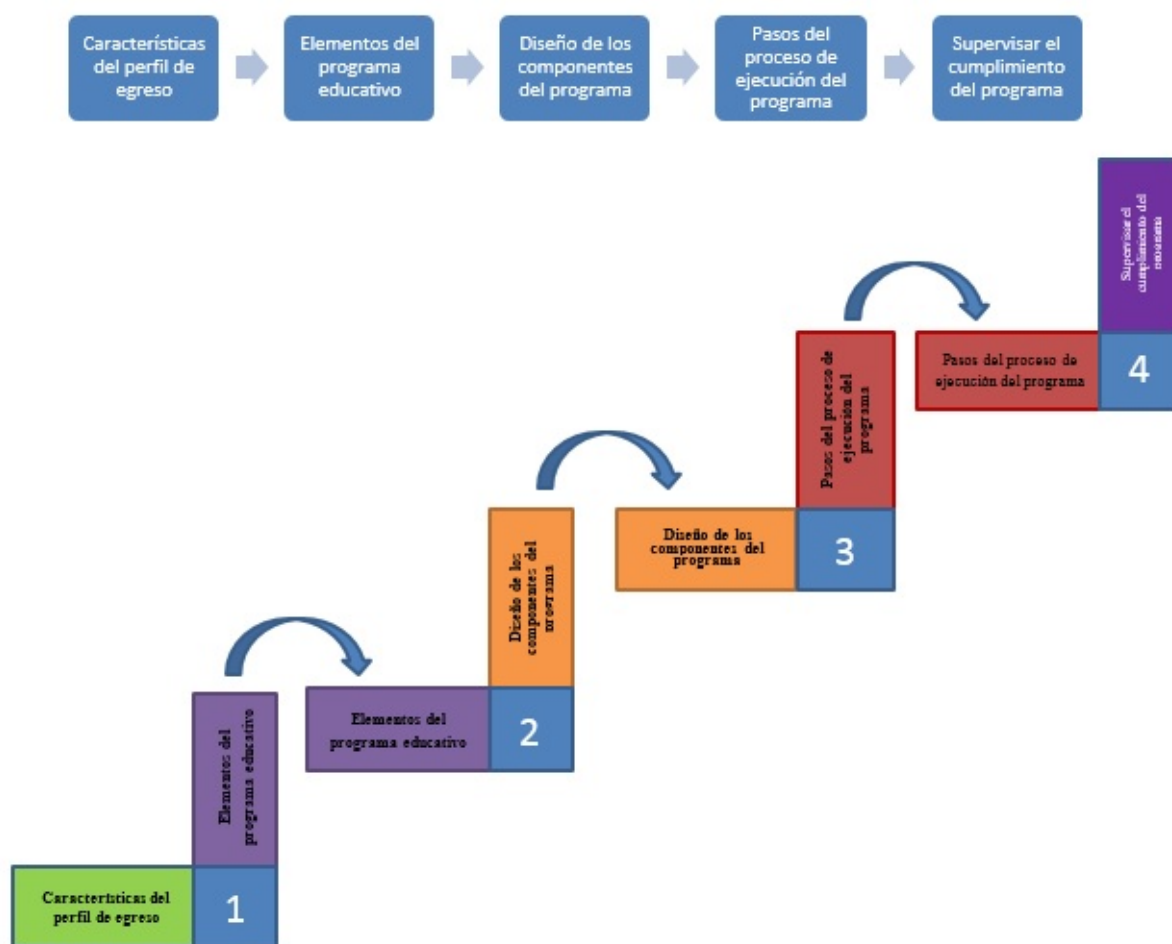 Características
del perfil de
egreso
Elementos del
programa
educativo
Diseño de los
componentes
del programa
Pasos del
proceso de
ejecución del
programa
Supervisar el
cumplimiento
del programa
Supervisar el
cumplimiento del
programa
Pasos del proceso de
ejecución del
programa
Pasos del proceso de
ejecución del programa
4
Diseño de los
componentes del
programa
Diseño de los
componentes del
programa
3
Elementos del
programa educativo
Elementos del
programa educativo
2
Características del
perfil de egreso
1